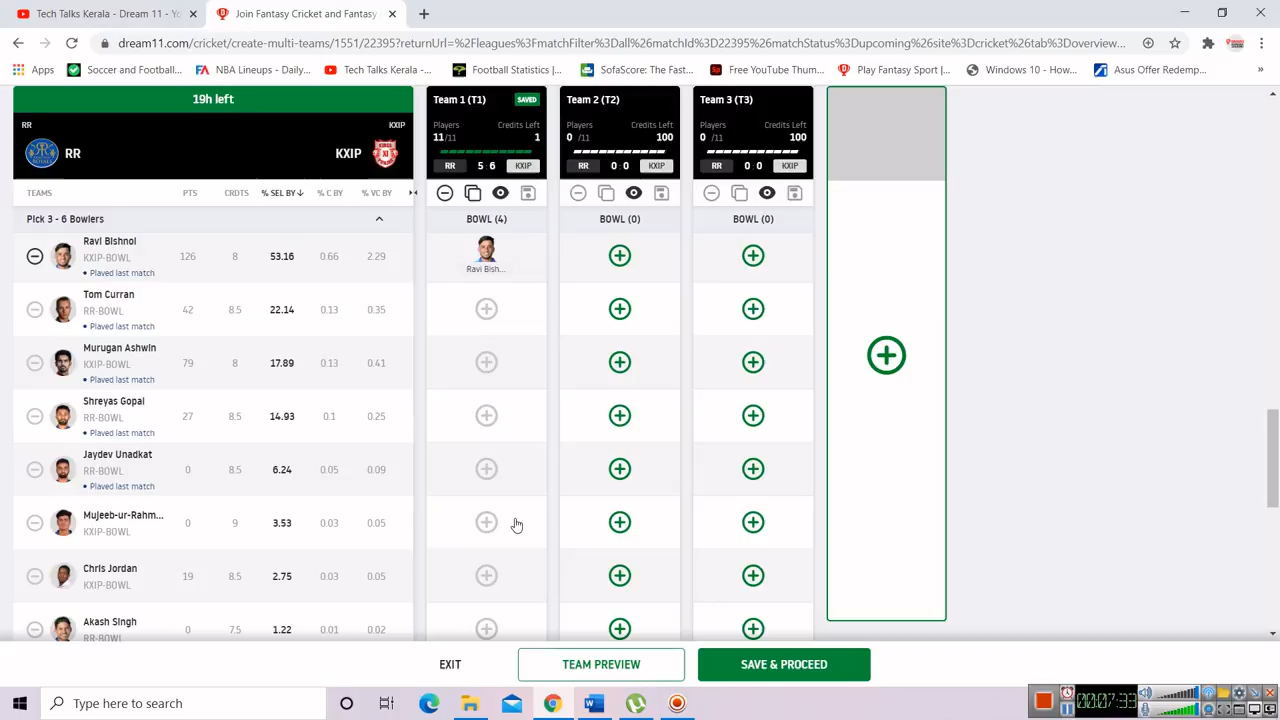 Tech Talks Kerala - Dream 11 - Yo
Join Fantasy Cricket and Fantasy
dream11.com/cricket/create-multi-teams/1551/22395?returnUrl=%2Fleagues%3FmatchFilter%3Dall%26matchId%3D22395%26matchStatus%3Dupcoming%26site%3Dcricket%26tab%3Doverview...
Apps
Soccer and Football...
NBA Lineups - Daily...
Tech Talks Kerala -...
Football Statistics |...
SofaScore: The Fast...
Free YouTube Thum...
Play Fantasy Sport |...
Windows 10 - How...
Asus Offer Redemp...
»
19h left
RR KXIP
RR KXIP
Team 1 (T1) SAVED
Players Credits Left
11/11 1
RR 5:6 KXIP
Team 2 (T2)
Players Credits Left
0 /11 100
RR 0:0 KXIP
Team 3 (T3)
Players Credits Left
0 /11 100
RR 0:0 KXIP
TEAMS PTS CRDTS % SEL BY↓ % C BY % VC BY
Pick 3 - 6 Bowlers BOWL (4) BOWL (0) BOWL (0)
Ravi Bishnoi
KXIP-BOWL 126 8 53.16 0.66 2.29
• Played last match
Ravi Bish...
Tom Curran
RR-BOWL 42 8.5 22.14 0.13 0.35
• Played last match
Murugan Ashwin
KXIP-BOWL 79 8 17.89 0.13 0.41
• Played last match
Shreyas Gopal
RR-BOWL 27 8.5 14.93 0.1 0.25
• Played last match
Jaydev Unadkat
RR-BOWL 0 8.5 6.24 0.05 0.09
• Played last match
Mujeeb-ur-Rahm...
KXIP-BOWL 0 9 3.53 0.03 0.05
Chris Jordan
KXIP-BOWL 19 8.5 2.75 0.03 0.05
Akash Singh
RR-BOWL 0 7.5 1.22 0.01 0.02
EXIT TEAM PREVIEW SAVE & PROCEED
Type here to search
00:07:33